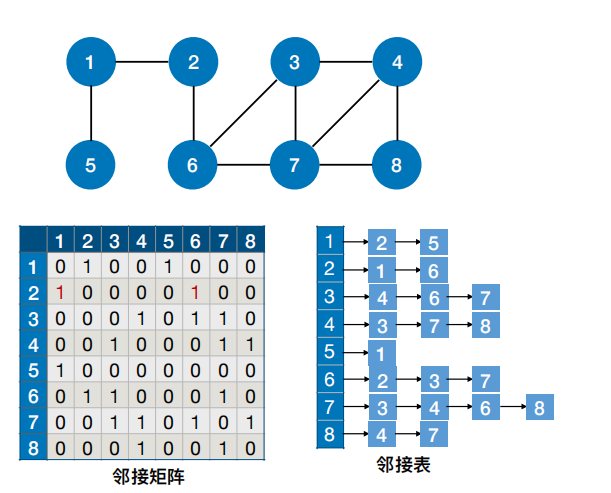 1 2 3 4
5 6 7 8
1 2 3 4 5 6 7 8
1 0 1 0 0 1 0 0 0
2 1 0 0 0 0 1 0 0
3 0 0 0 1 0 1 1 0
4 0 0 1 0 0 0 1 1
5 1 0 0 0 0 0 0 0
6 0 1 1 0 0 0 1 0
7 0 0 1 1 0 1 0 1
8 0 0 0 1 0 0 1 0
邻接矩阵
1 2 5
2 1 6
3 4 6 7
4 3 7 8
5 1
6 2 3 7
7 3 4 6 8
8 4 7
邻接表